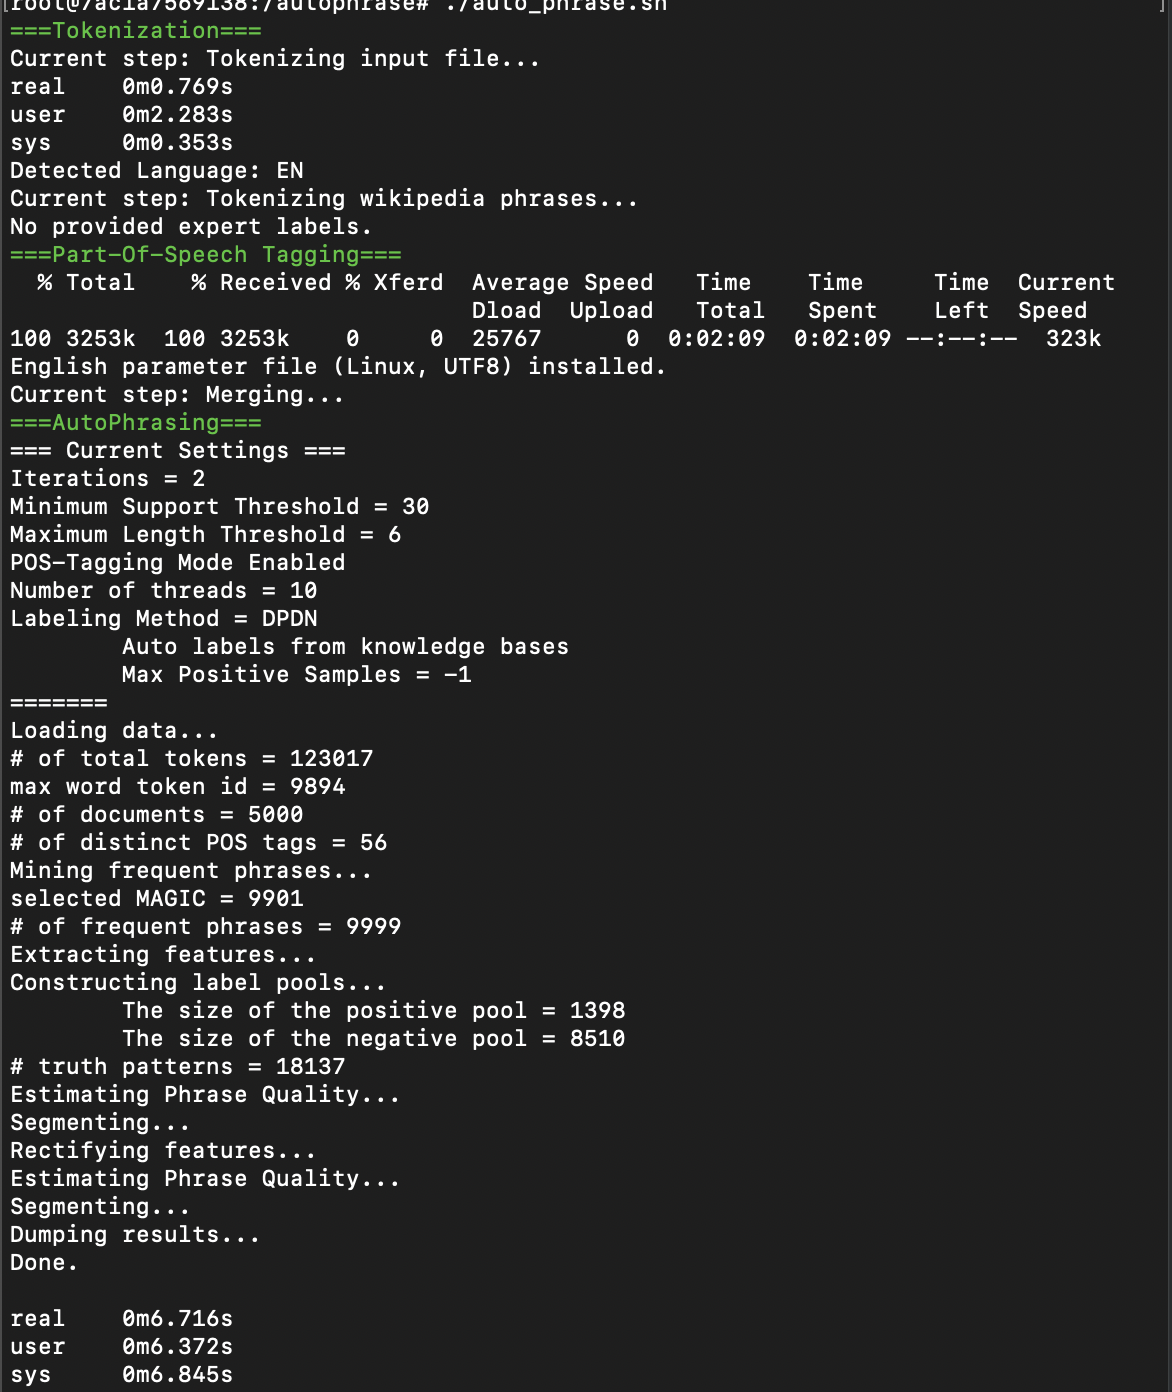 [root@7ac1a7569138:/autophrase# ./auto_phrase.sh ]
===Tokenization===
Current step: Tokenizing input file...
real    0m0.769s
user    0m2.283s
sys     0m0.353s
Detected Language: EN
Current step: Tokenizing wikipedia phrases...
No provided expert labels.
===Part-Of-Speech Tagging===
  % Total    % Received % Xferd  Average Speed   Time    Time     Time  Current
                                 Dload  Upload   Total   Spent    Left  Speed
100 3253k  100 3253k    0     0  25767      0  0:02:09  0:02:09 --:--:--  323k
English parameter file (Linux, UTF8) installed.
Current step: Merging...
===AutoPhrasing===
=== Current Settings ===
Iterations = 2
Minimum Support Threshold = 30
Maximum Length Threshold = 6
POS-Tagging Mode Enabled
Number of threads = 10
Labeling Method = DPDN
        Auto labels from knowledge bases
        Max Positive Samples = -1
=======
Loading data...
# of total tokens = 123017
max word token id = 9894
# of documents = 5000
# of distinct POS tags = 56
Mining frequent phrases...
selected MAGIC = 9901
# of frequent phrases = 9999
Extracting features...
Constructing label pools...
        The size of the positive pool = 1398
        The size of the negative pool = 8510
# truth patterns = 18137
Estimating Phrase Quality...
Segmenting...
Rectifying features...
Estimating Phrase Quality...
Segmenting...
Dumping results...
Done.

real    0m6.716s
user    0m6.372s
sys     0m6.845s